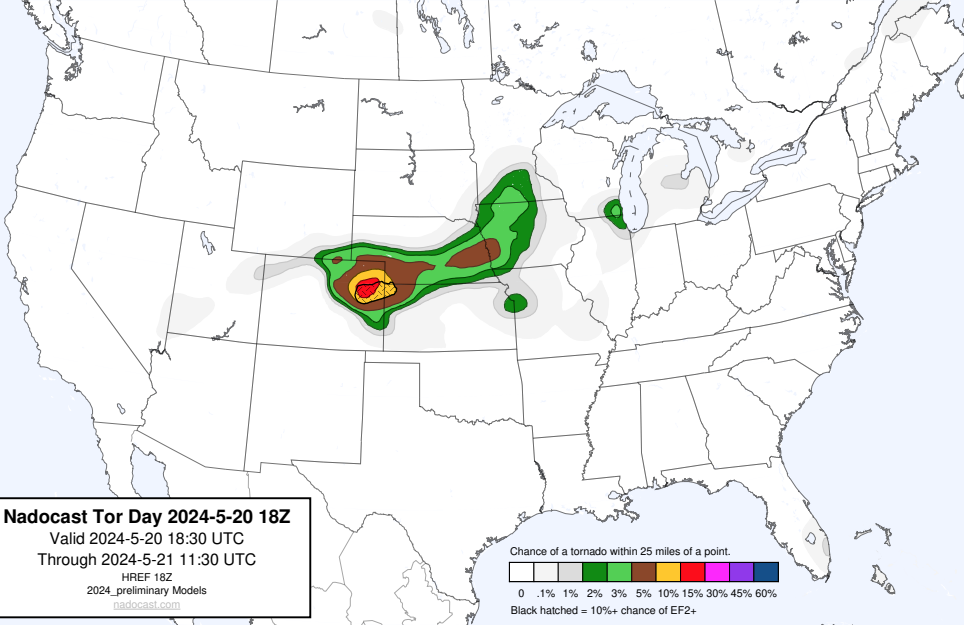 Nadocast Tor Day 2024-5-20 18Z
Valid 2024-5-20 18:30 UTC
Through 2024-5-21 11:30 UTC
HREF 18Z
2024_preliminary Models
nadocast.com
Chance of a tornado within 25 miles of a point.
0 .1% 1% 2% 3% 5% 10% 15% 30% 45% 60%
Black hatched = 10%+ chance of EF2+